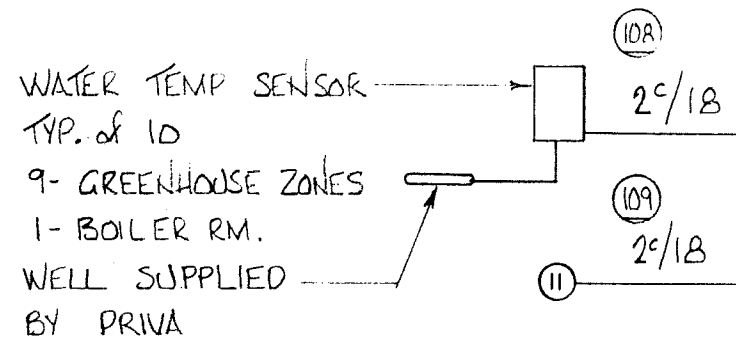 WATER TEMP SENSOR
TYP. of 10
9- GREENHOUSE ZONES
1- BOILER RM.
WELL SUPPLIED
BY PRIVA
108
2c/18
109
2c/18
11